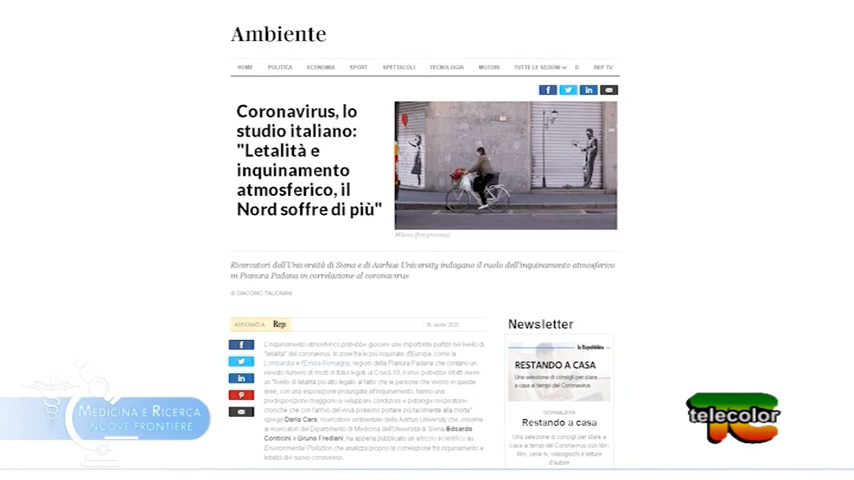 Ambiente
HOME POLITICA ECONOMIA SPORT SPETTACOLI TECNOLOGIA MOTORI TUTTE LE SEZIONI D REP TV
Coronavirus, lo
studio italiano:
"Letalità e
inquinamento
atmosferico, il
Nord soffre di più"
Milano (fotogramma)
Ricercatori dell'Università di Siena e di Aarhus University indagano il ruolo dell'inquinamento atmosferico
in Pianura Padana in correlazione al coronavirus
di GIACOMO TALIGNANI
ABBONATI A Rep:
aprile 2020
L'inquinamento atmosferico potrebbe giocare una importante partita nel livello di
"letalità" del coronavirus. In zone fra le più inquinate d'Europa, come la
Lombardia e l'Emilia Romagna, regioni della Pianura Padana che contano un
elevato numero di morti in Italia legati al Covid-19, il virus potrebbe infatti avere
un "livello di letalità più alto legato al fatto che le persone che vivono in queste
aree, con una esposizione prolungata all'inquinamento, hanno una
predisposizione maggiore a sviluppare condizioni e patologie respiratorie
croniche che con l'arrivo del virus possono portare più facilmente alla morte"
spiega Dario Caro, ricercatore ambientale della Aarhus University che, insieme
ai ricercatori del Dipartimento di Medicina dell'Università di Siena Edoardo
Conticini e Bruno Frediani, ha appena pubblicato un articolo scientifico su
Environmental Pollution che analizza proprio la correlazione fra inquinamento e
letalità del nuovo coronavirus.
Newsletter
la Repubblica
RESTANDO A CASA
Una selezione di consigli per stare
a casa ai tempi del Coronavirus.
GIORNALIERA
Restando a casa
Una selezione di consigli per stare e
a casa ai tempi del Coronavirus, con libri,
film, serie tv, videogiochi e letture
d'autore
MEDICINA E RICERCA
NUOVE FRONTIERE
telecolor